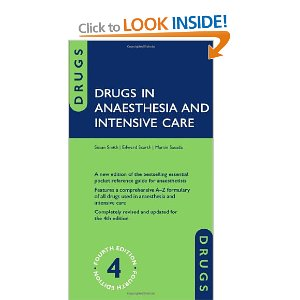 Click to LOOK INSIDE!
DRUGS
DRUGS IN
ANAESTHESIA AND
INTENSIVE CARE
Susan Smith | Edward Scarth | Martin Sasada
A new edition of the bestselling essential
pocket reference guide for anaesthetists
Features a comprehensive A–Z formulary
of all drugs used in anaesthesia and
intensive care
Completely revised and updated for
the 4th edition
FOURTH EDITION • FOURTH EDITION •
4
DRUGS